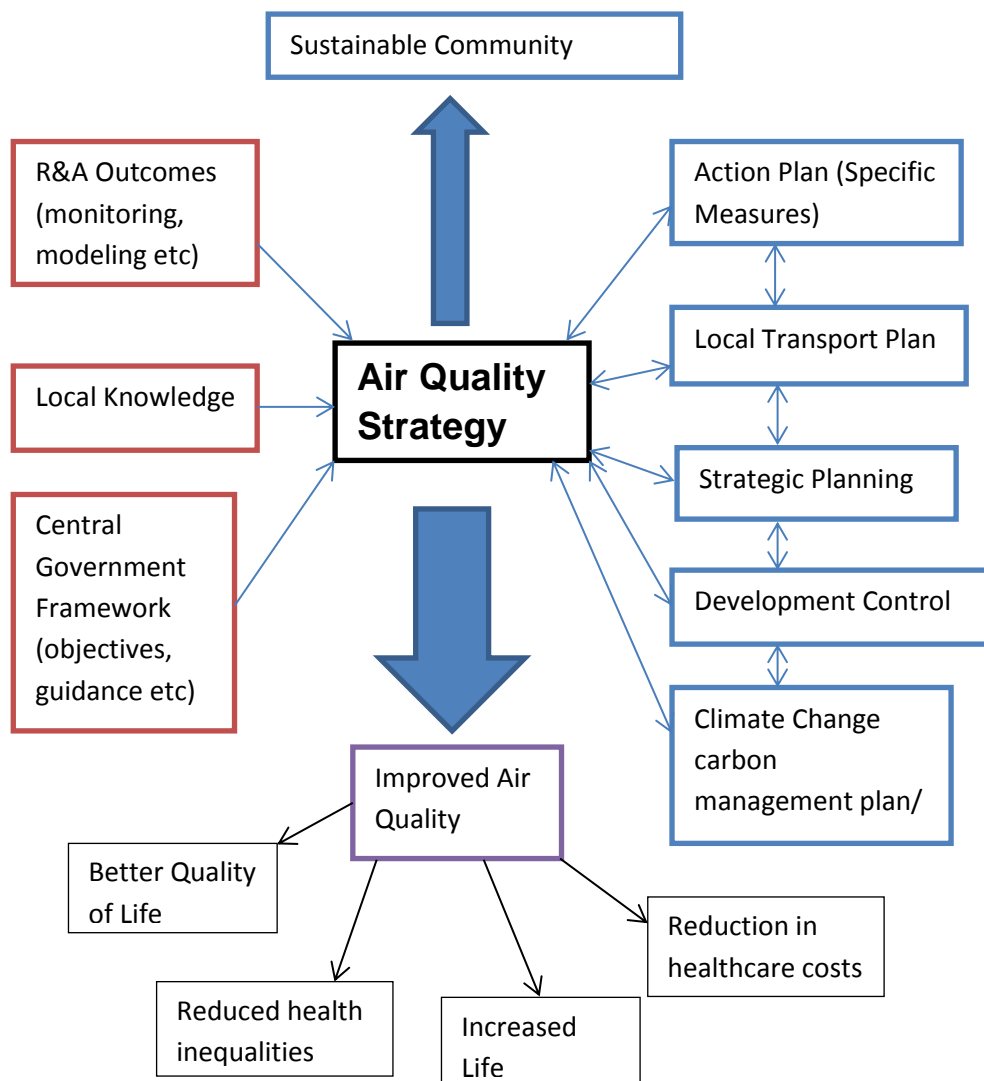 Sustainable Community
R&A Outcomes
(monitoring,
modeling etc)
Action Plan (Specific
Measures)
Local Transport Plan
Air Quality
Strategy
Local Knowledge
Strategic Planning
Central
Government
Framework
(objectives,
guidance etc)
Development Control
Climate Change
carbon
management plan/
Improved Air
Quality
Better Quality
of Life
Reduction in
healthcare costs
Reduced health
inequalities
Increased
Life